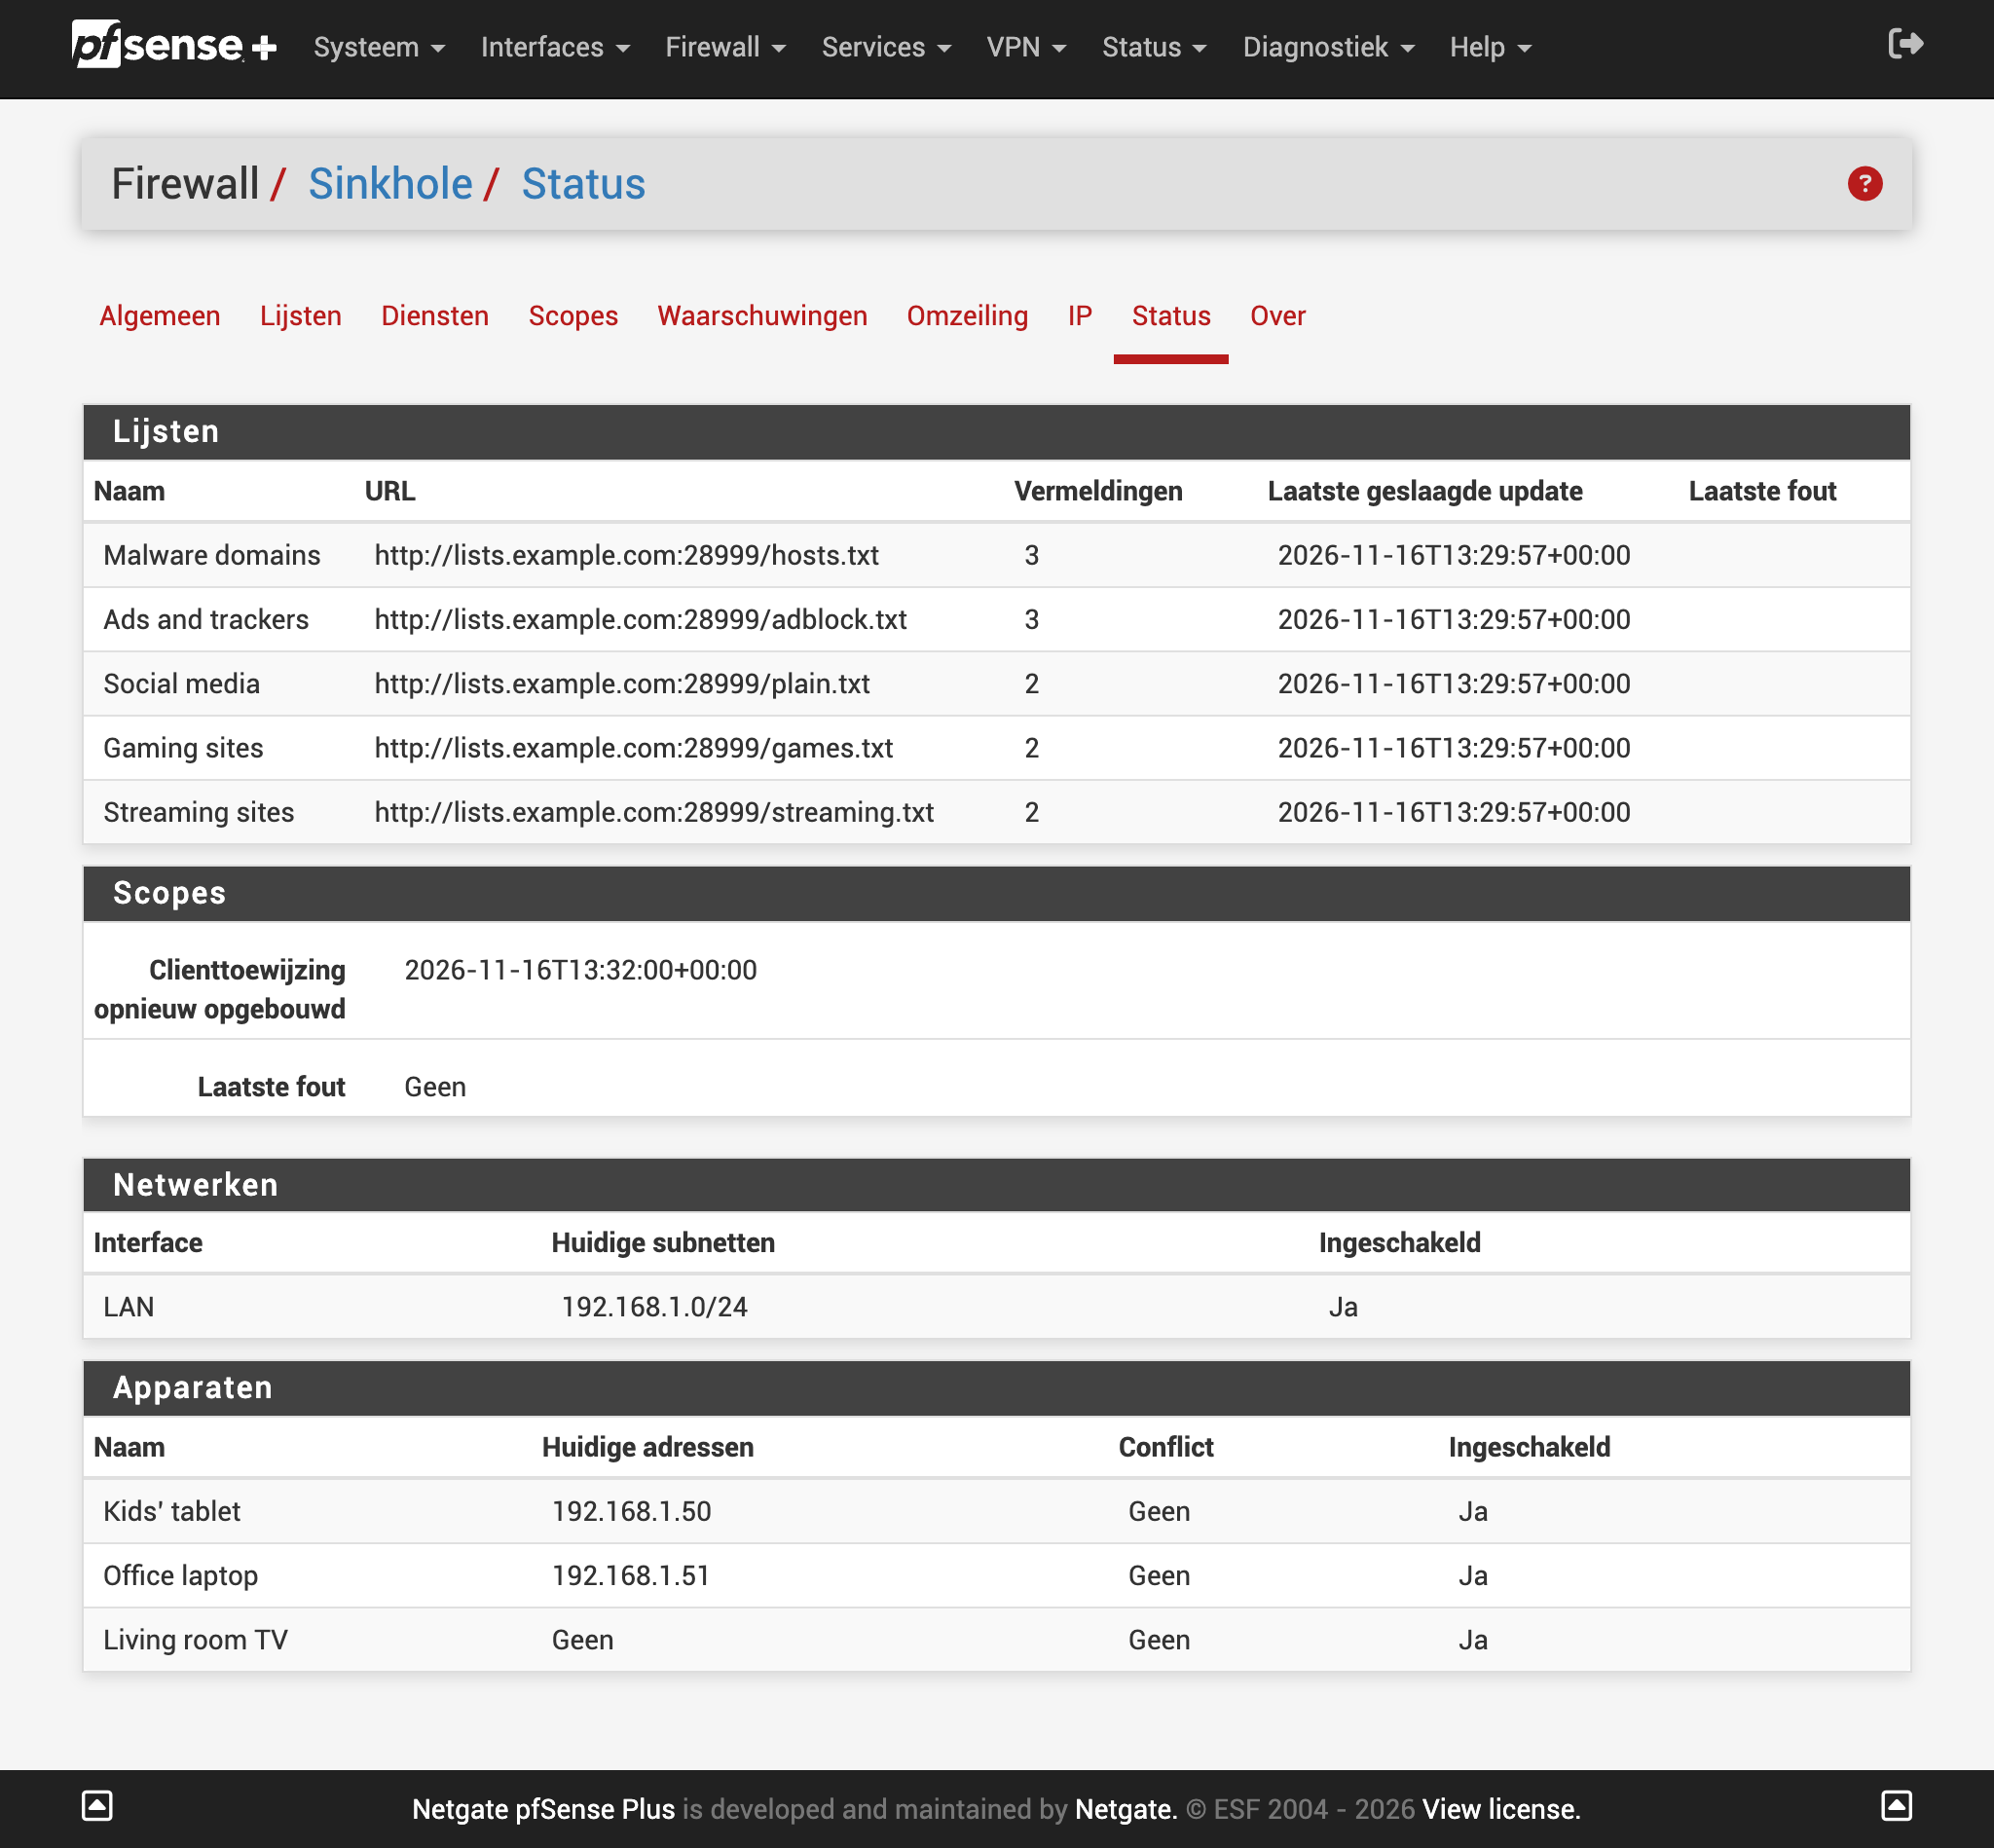 pfsense+ Systeem Interfaces Firewall Services VPN Status Diagnostiek Help
Firewall / Sinkhole / Status
?
Algemeen Lijsten Diensten Scopes Waarschuwingen Omzeiling IP Status Over
Lijsten
Naam URL Vermeldingen Laatste geslaagde update Laatste fout
Malware domains http://lists.example.com:28999/hosts.txt 3 2026-11-16T13:29:57+00:00
Ads and trackers http://lists.example.com:28999/adblock.txt 3 2026-11-16T13:29:57+00:00
Social media http://lists.example.com:28999/plain.txt 2 2026-11-16T13:29:57+00:00
Gaming sites http://lists.example.com:28999/games.txt 2 2026-11-16T13:29:57+00:00
Streaming sites http://lists.example.com:28999/streaming.txt 2 2026-11-16T13:29:57+00:00
Scopes
Clienttoewijzing 2026-11-16T13:32:00+00:00
opnieuw opgebouwd
Laatste fout Geen
Netwerken
Interface Huidige subnetten Ingeschakeld
LAN 192.168.1.0/24 Ja
Apparaten
Naam Huidige adressen Conflict Ingeschakeld
Kids' tablet 192.168.1.50 Geen Ja
Office laptop 192.168.1.51 Geen Ja
Living room TV Geen Geen Ja
Netgate pfSense Plus is developed and maintained by Netgate. © ESF 2004 - 2026 View license.